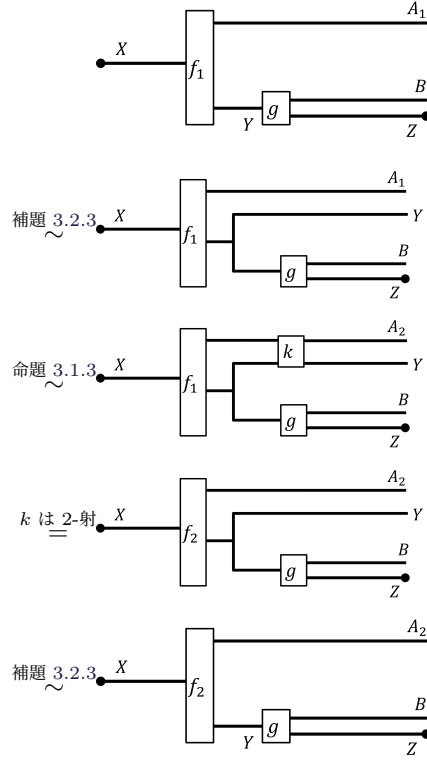 X f₁ A₁
Y g B
Z
補題 3.2.3
∼
X f₁ A₁
Y
g B
Z
命題 3.1.3
∼
X f₁ k A₂
Y
g B
Z
k は 2-射
=
X f₂ A₂
Y
g B
Z
補題 3.2.3
∼
X f₂ A₂
Y g B
Z